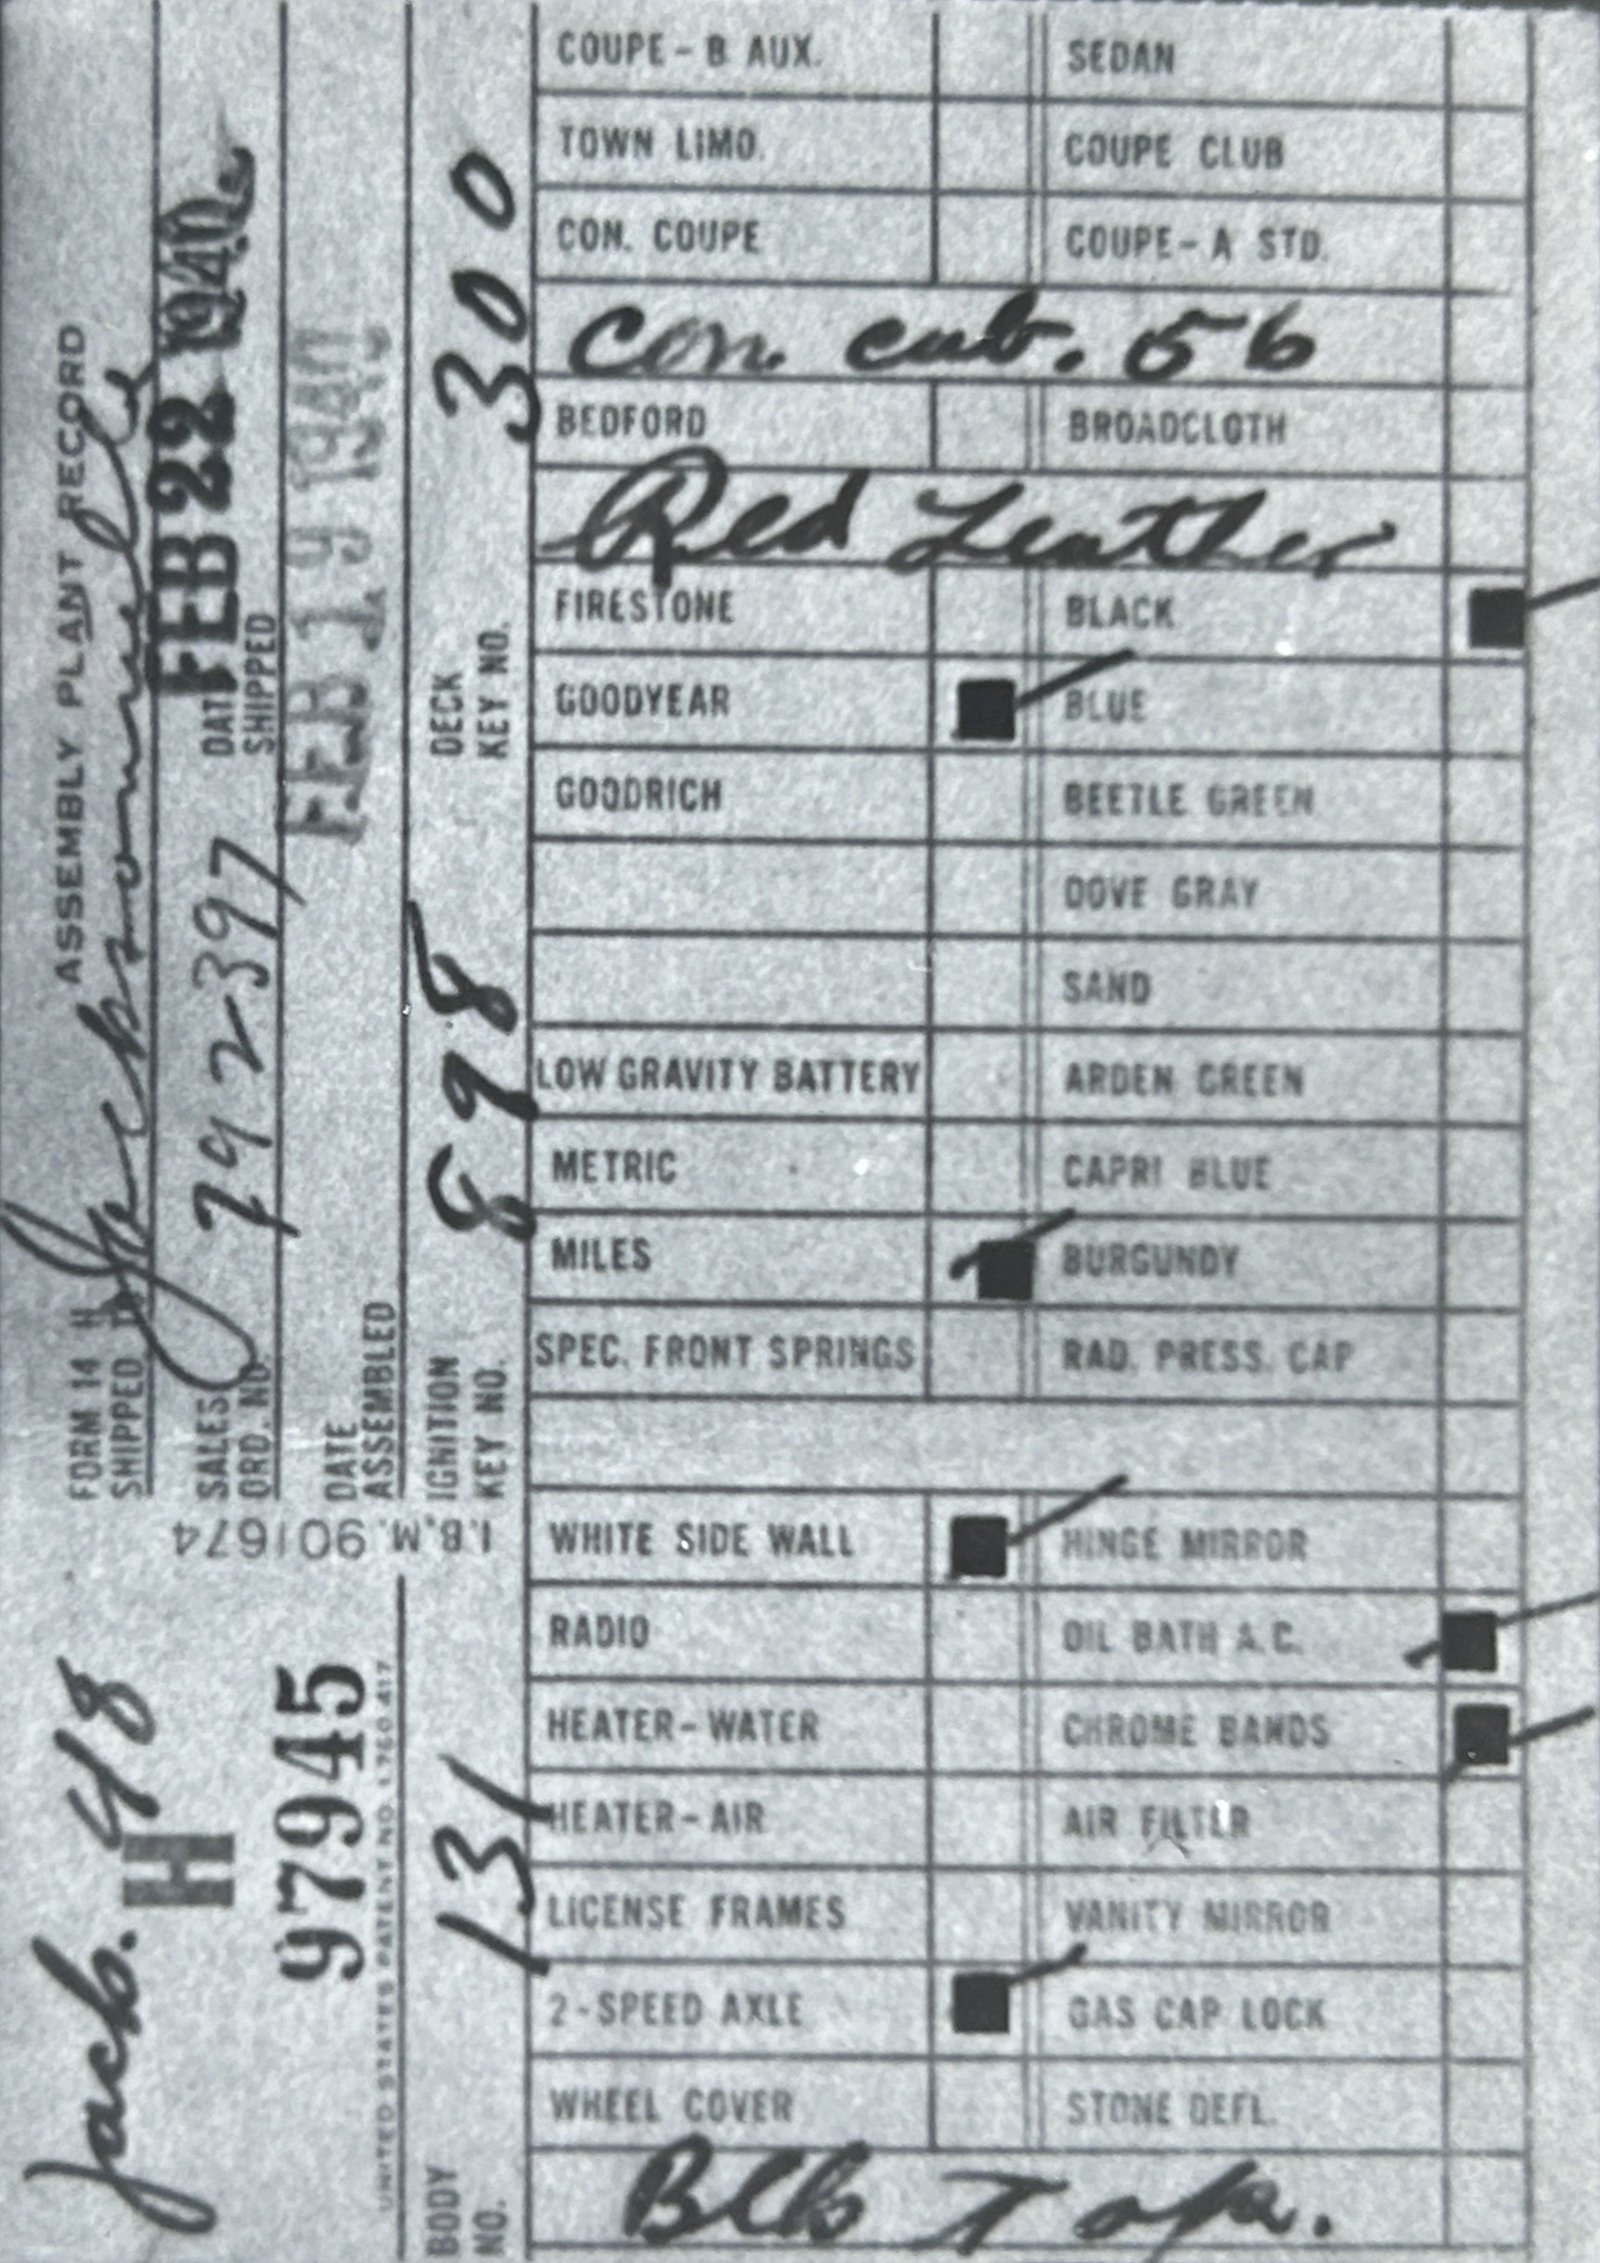 Jack. 48
H
97945
UNITED STATES PATENT NO. 1,760,417
BODY NO. 131
I.B.M. 901674
FORM 14 H ASSEMBLY PLANT RECORD
SHIPPED TO Jacksonville
SALES ORD. NO.
DATE SHIPPED FEB 22 1940
DATE ASSEMBLED FEB 19 1940
IGNITION KEY NO. 898 DECK KEY NO. 300
COUPE - B AUX. SEDAN
TOWN LIMO. COUPE CLUB
CON. COUPE COUPE - A STD.
Con. cab. 56
BEDFORD BROADCLOTH
Red Leather
FIRESTONE BLACK
GOODYEAR BLUE
GOODRICH BEETLE GREEN
DOVE GRAY
SAND
LOW GRAVITY BATTERY ARDEN GREEN
METRIC CAPRI BLUE
MILES BURGUNDY
SPEC. FRONT SPRINGS RAD. PRESS. CAP
WHITE SIDE WALL HINGE MIRROR
RADIO OIL BATH A.C.
HEATER - WATER CHROME BANDS
HEATER - AIR AIR FILTER
LICENSE FRAMES VANITY MIRROR
2 - SPEED AXLE GAS CAP LOCK
WHEEL COVER STONE DEFL.
Blk Top.